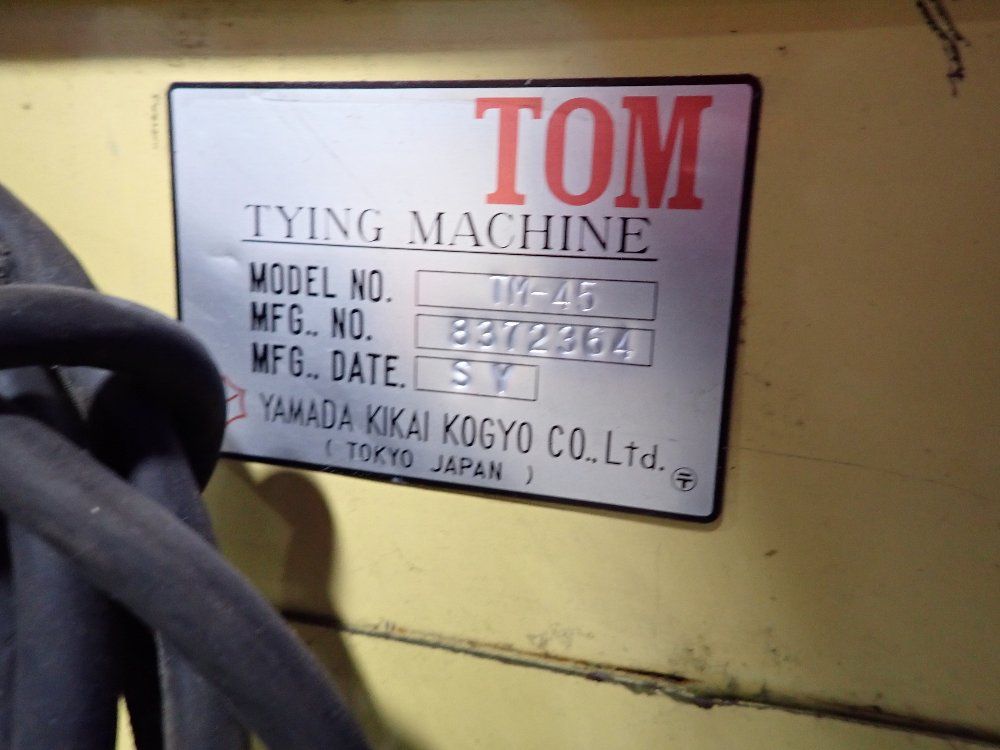 TOM
TYING MACHINE
MODEL NO. TM-45
MFG., NO. 8372364
MFG., DATE. S Y
YAMADA KIKAI KOGYO CO., Ltd.
( TOKYO JAPAN )
〒